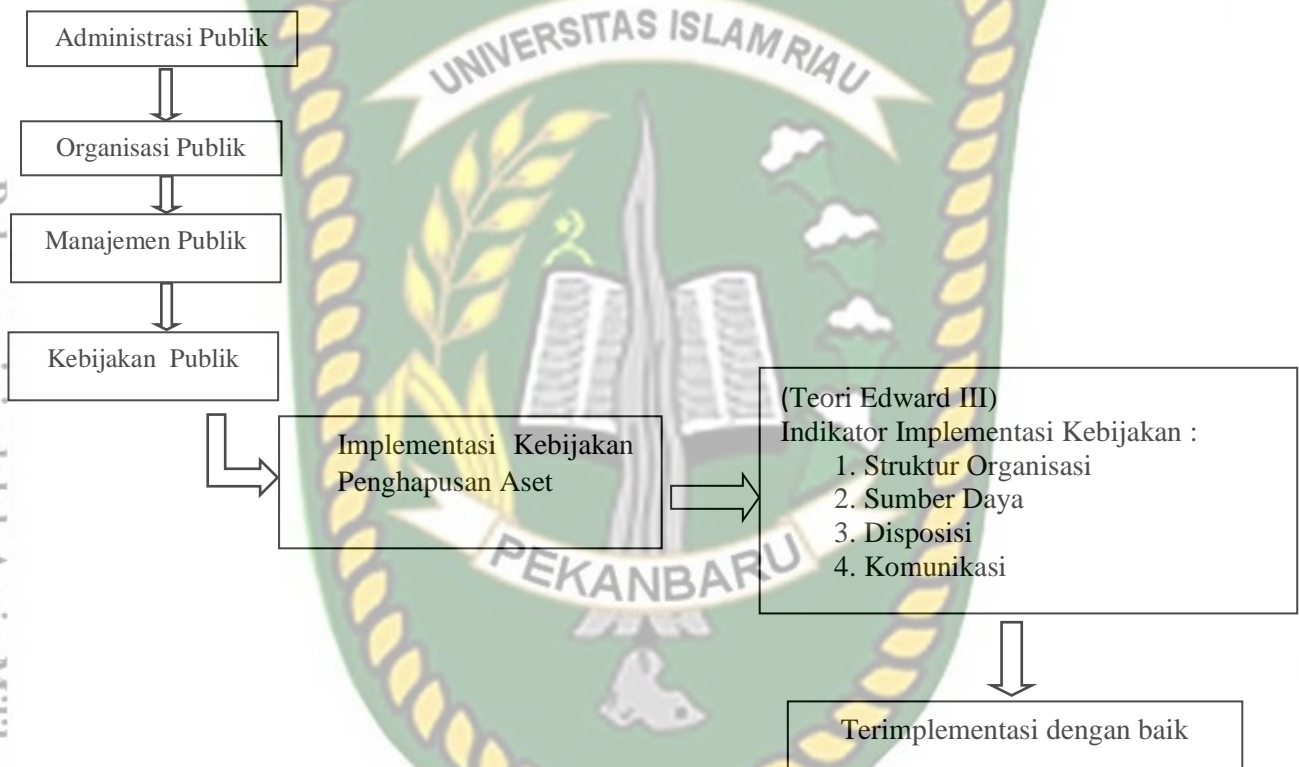 UNIVERSITAS ISLAM RIAU
Administrasi Publik
Organisasi Publik
Manajemen Publik
Kebijakan Publik
Implementasi Kebijakan
Penghapusan Aset
(Teori Edward III)
Indikator Implementasi Kebijakan :
1. Struktur Organisasi
2. Sumber Daya
3. Disposisi
4. Komunikasi
PEKANBARU
Terimplementasi dengan baik